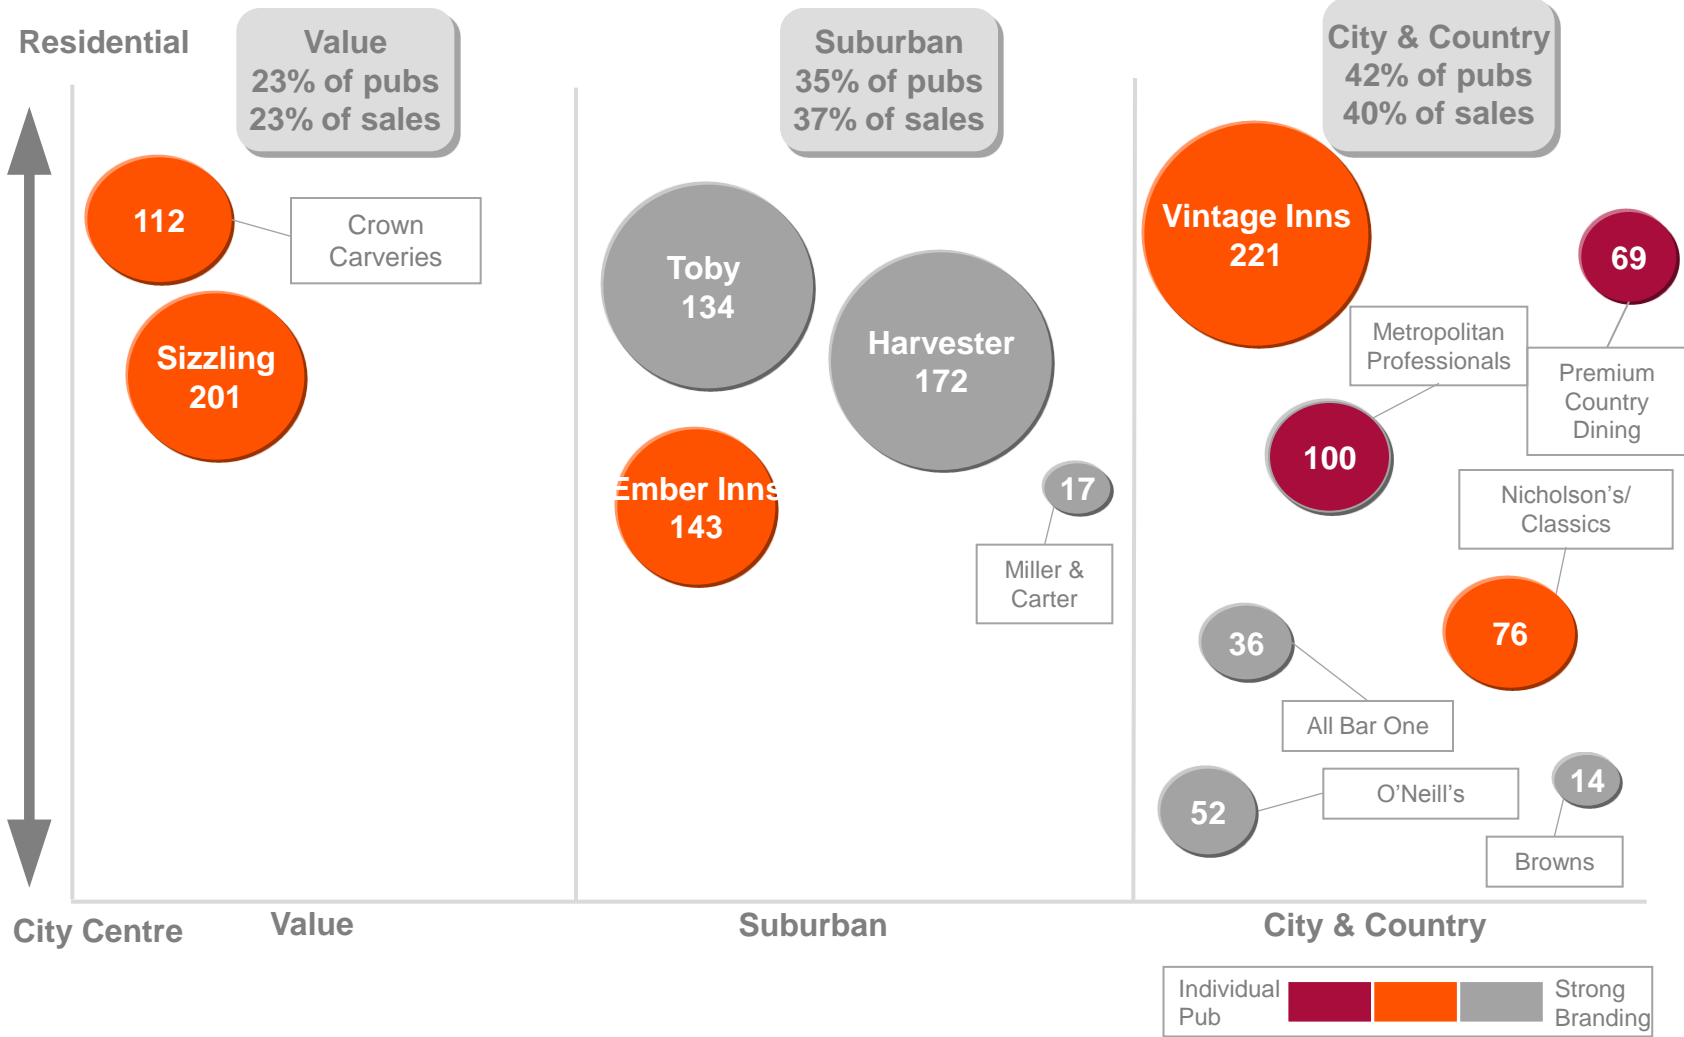 Residential
Value
23% of pubs
23% of sales
Suburban
35% of pubs
37% of sales
City & Country
42% of pubs
40% of sales
112
Crown
Carveries
Sizzling
201
Toby
134
Harvester
172
Ember Inns
143
17
Miller &
Carter
Vintage Inns
221
69
Metropolitan
Professionals
Premium
Country
Dining
100
Nicholson's/
Classics
76
36
All Bar One
52
O'Neill's
14
Browns
City Centre
Value
Suburban
City & Country
Individual
Pub
Strong
Branding